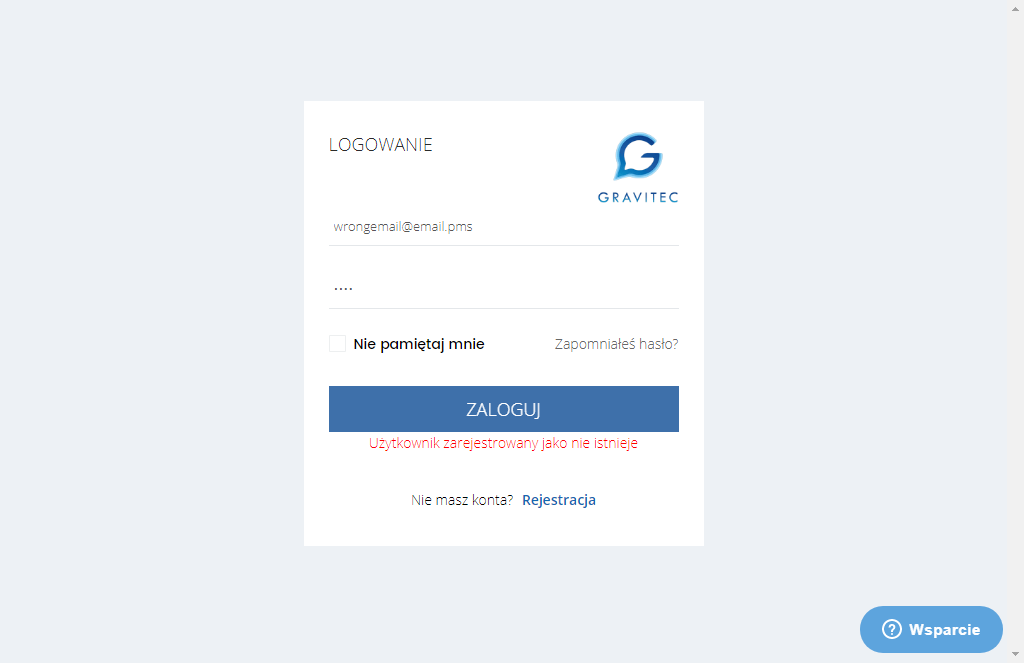 LOGOWANIE
GRAVITEC
wrongemail@email.pms
....
Nie pamiętaj mnie
Zapomniałeś hasło?
ZALOGUJ
Użytkownik zarejestrowany jako nie istnieje
Nie masz konta? Rejestracja
Wsparcie